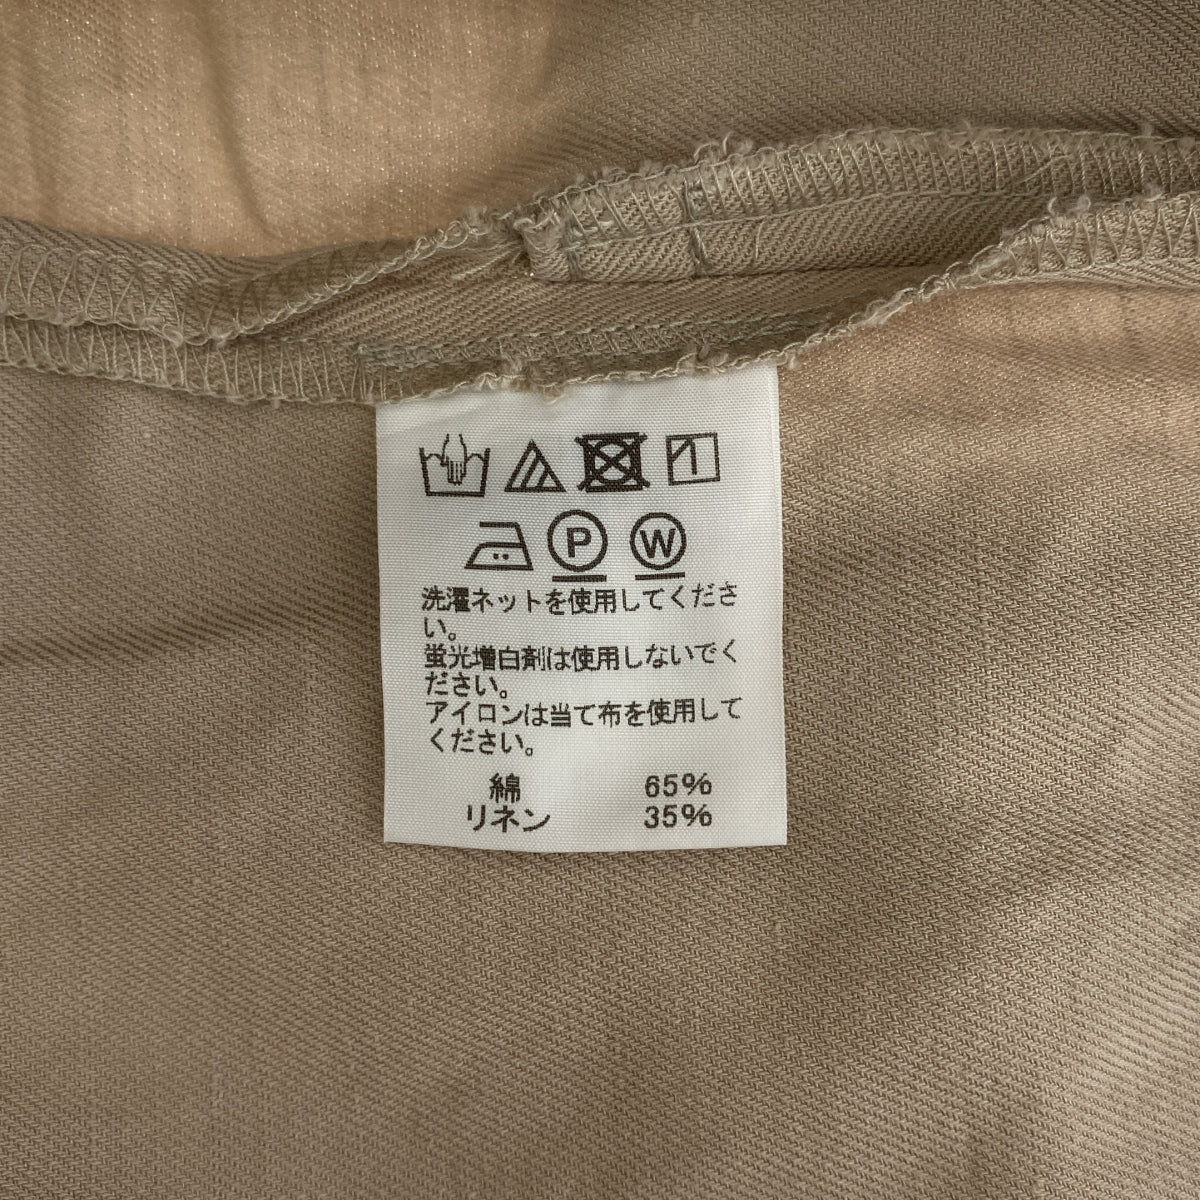 P W
洗濯ネットを使用してくださ
い。
蛍光増白剤は使用しないでく
ださい。
アイロンは当て布を使用して
ください。
綿 65%
リネン 35%